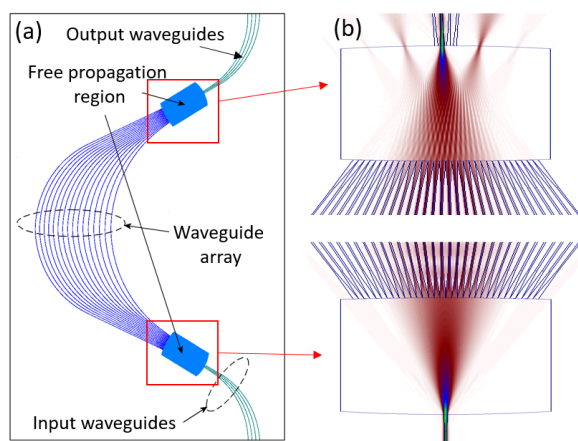 (a)
Output waveguides
Free propagation
region
Waveguide
array
Input waveguides
(b)